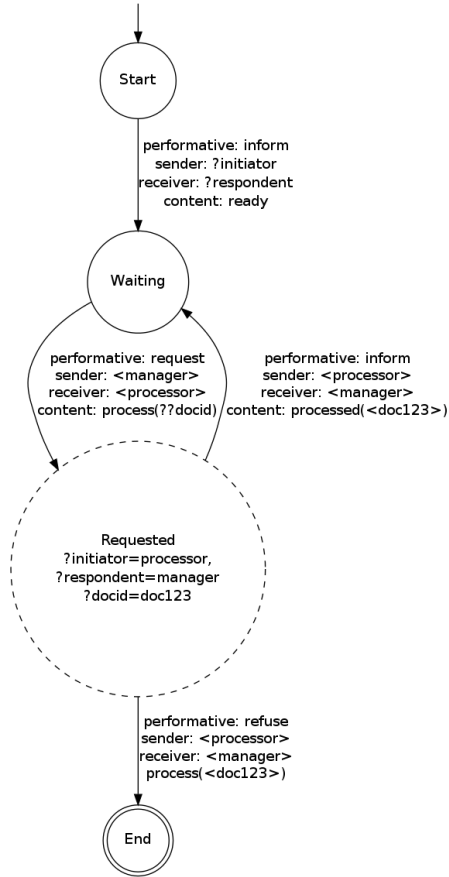 Start
performative: inform
sender: ?initiator
receiver: ?respondent
content: ready
Waiting
performative: request
sender: <manager>
receiver: <processor>
content: process(??docid)
performative: inform
sender: <processor>
receiver: <manager>
content: processed(<doc123>)
Requested
?initiator=processor,
?respondent=manager
?docid=doc123
performative: refuse
sender: <processor>
receiver: <manager>
process(<doc123>)
End